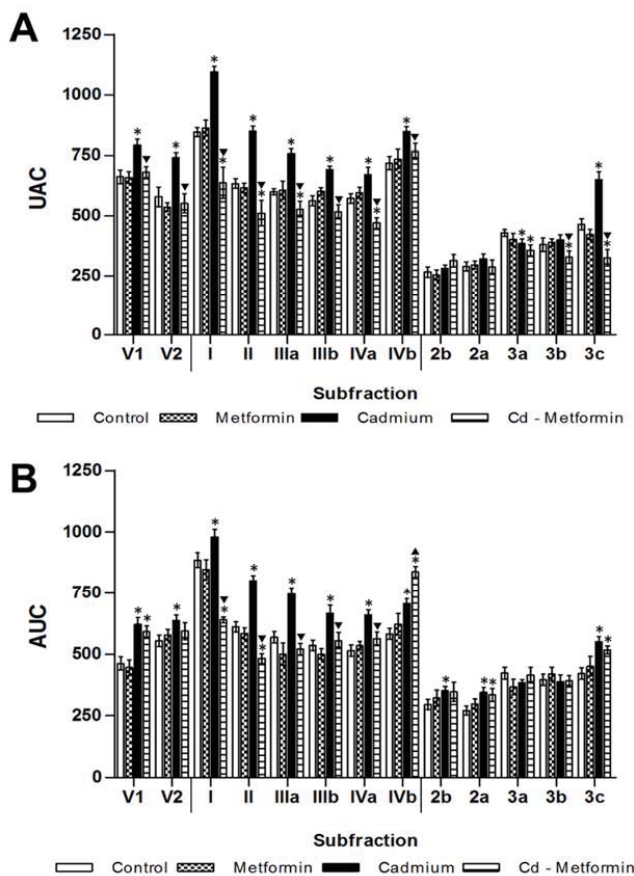 A
1250
1000
750
500
250
0
UAC
* * * * * * * * * * * * * * * * * *
V1 V2 I II IIIa IIIb IVa IVb 2b 2a 3a 3b 3c
Subfraction
Control Metformin Cadmium Cd - Metformin
B
1250
1000
750
500
250
0
AUC
* * * * * * * * * * * * * * * * * *
V1 V2 I II IIIa IIIb IVa IVb 2b 2a 3a 3b 3c
Subfraction
Control Metformin Cadmium Cd - Metformin